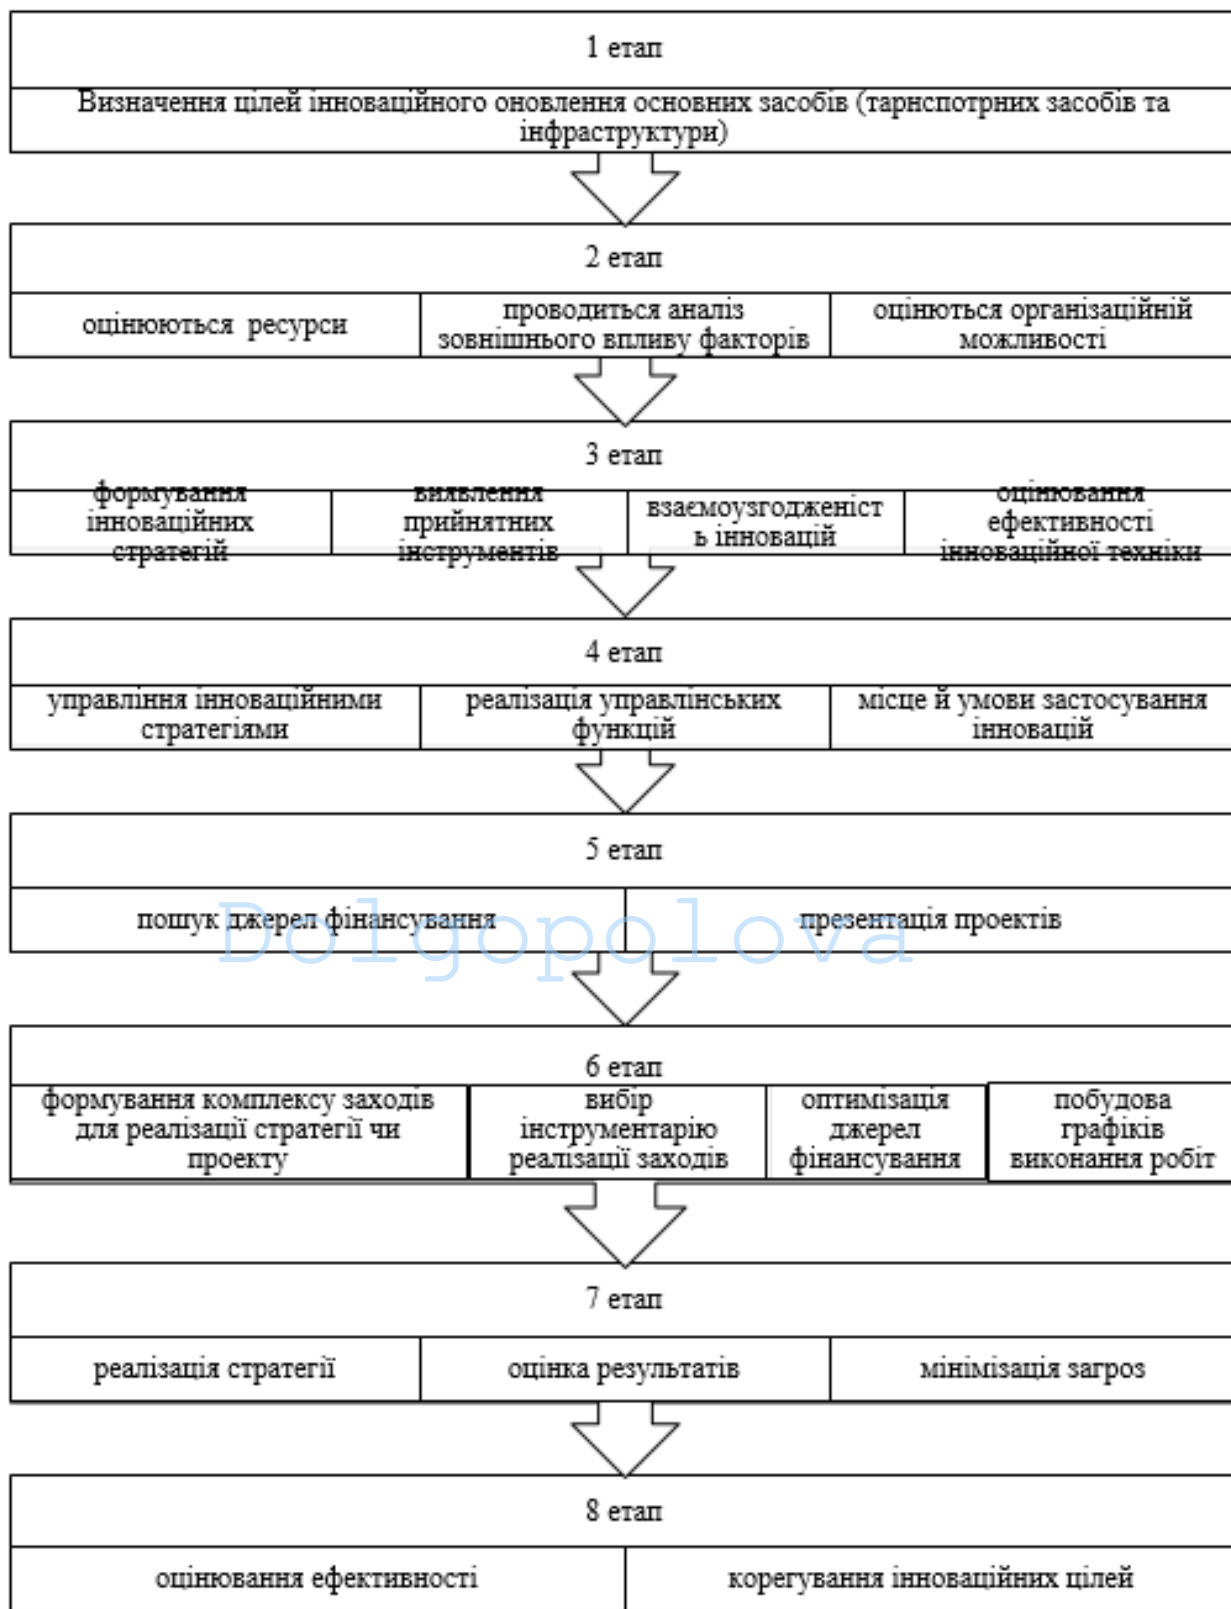 1 етап
Визначення цілей інноваційного оновлення основних засобів (тарнспотрних засобів та
інфраструктури)
2 етап
оцінюються ресурси
проводиться аналіз
зовнішнього впливу факторів
оцінються організаційній
можливості
3 етап
формування
інноваційних
стратегій
виявлення
прийнятних
інструментів
взаємоузгодженіст
ь інновацій
оцінювання
ефективності
інноваційної техніки
4 етап
управління інноваційними
стратегіями
реалізація управлінських
функцій
місце й умови застосування
інновацій
5 етап
пошук джерел фінансування
презентація проектів
Dolgopolova
6 етап
формування комплексу заходів
для реалізації стратегії чи
проекту
вибір
інструментарію
реалізації заходів
оптимізація
джерел
фінансування
побудова
графіків
виконання робіт
7 етап
реалізація стратегії
оцінка результатів
мінімізація загроз
8 етап
оцінювання ефективності
корегування інноваційних цілей